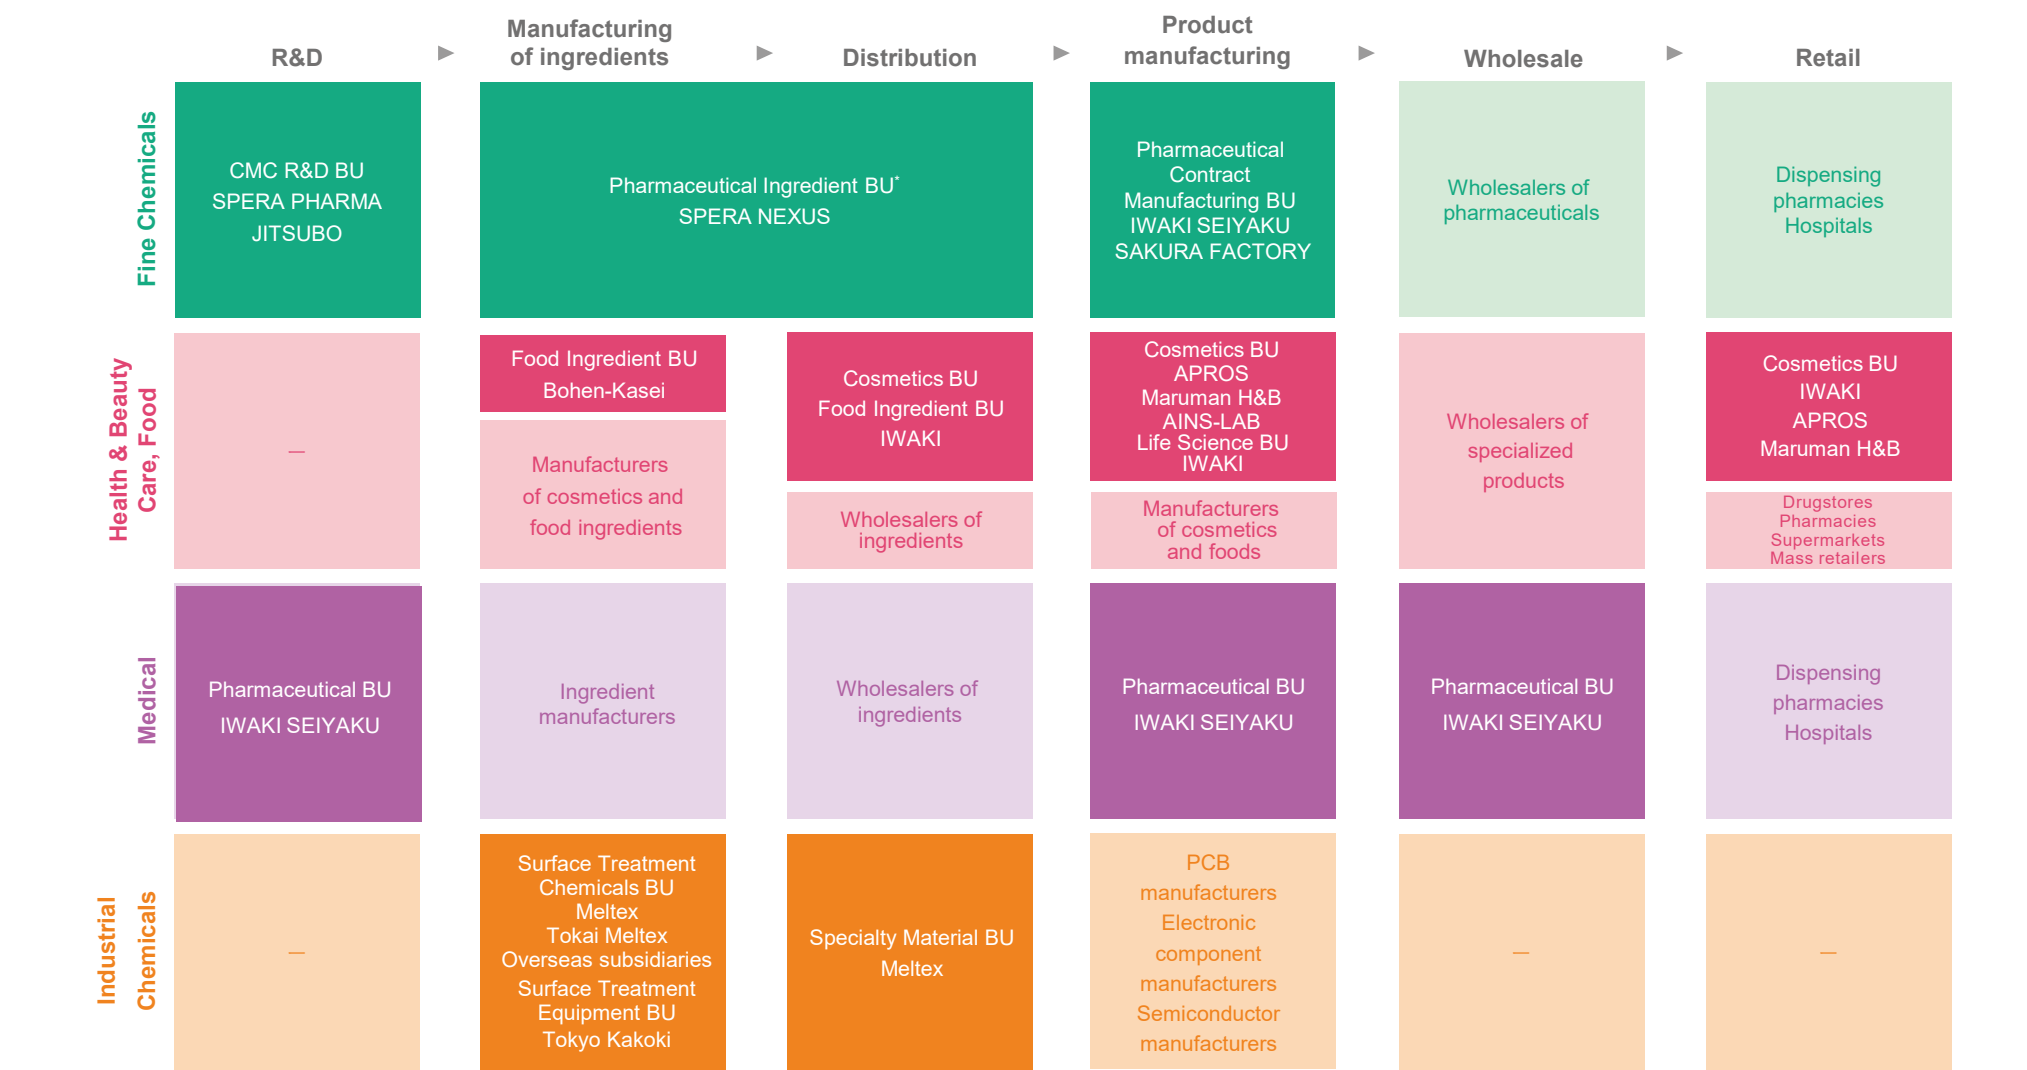 R&D
Manufacturing
of ingredients
Distribution
Product
manufacturing
Wholesale
Retail
Fine Chemicals
CMC R&D BU
SPERA PHARMA
JITSUBO
Pharmaceutical Ingredient BU*
SPERA NEXUS
Pharmaceutical
Contract
Manufacturing BU
IWAKI SEIYAKU
SAKURA FACTORY
Wholesalers of
pharmaceuticals
Dispensing
pharmacies
Hospitals
Health & Beauty
Care, Food
—
Food Ingredient BU
Bohen-Kasei
Manufacturers
of cosmetics and
food ingredients
Cosmetics BU
Food Ingredient BU
IWAKI
Wholesalers of
ingredients
Cosmetics BU
APROS
Maruman H&B
AINS-LAB
Life Science BU
IWAKI
Manufacturers
of cosmetics
and foods
Wholesalers of
specialized
products
Cosmetics BU
IWAKI
APROS
Maruman H&B
Drugstores
Pharmacies
Supermarkets
Mass retailers
Medical
Pharmaceutical BU
IWAKI SEIYAKU
Ingredient
manufacturers
Wholesalers of
ingredients
Pharmaceutical BU
IWAKI SEIYAKU
Pharmaceutical BU
IWAKI SEIYAKU
Dispensing
pharmacies
Hospitals
Industrial
Chemicals
—
Surface Treatment
Chemicals BU
Meltex
Tokai Meltex
Overseas subsidiaries
Surface Treatment
Equipment BU
Tokyo Kakoki
Specialty Material BU
Meltex
PCB
manufacturers
Electronic
component
manufacturers
Semiconductor
manufacturers
—
—